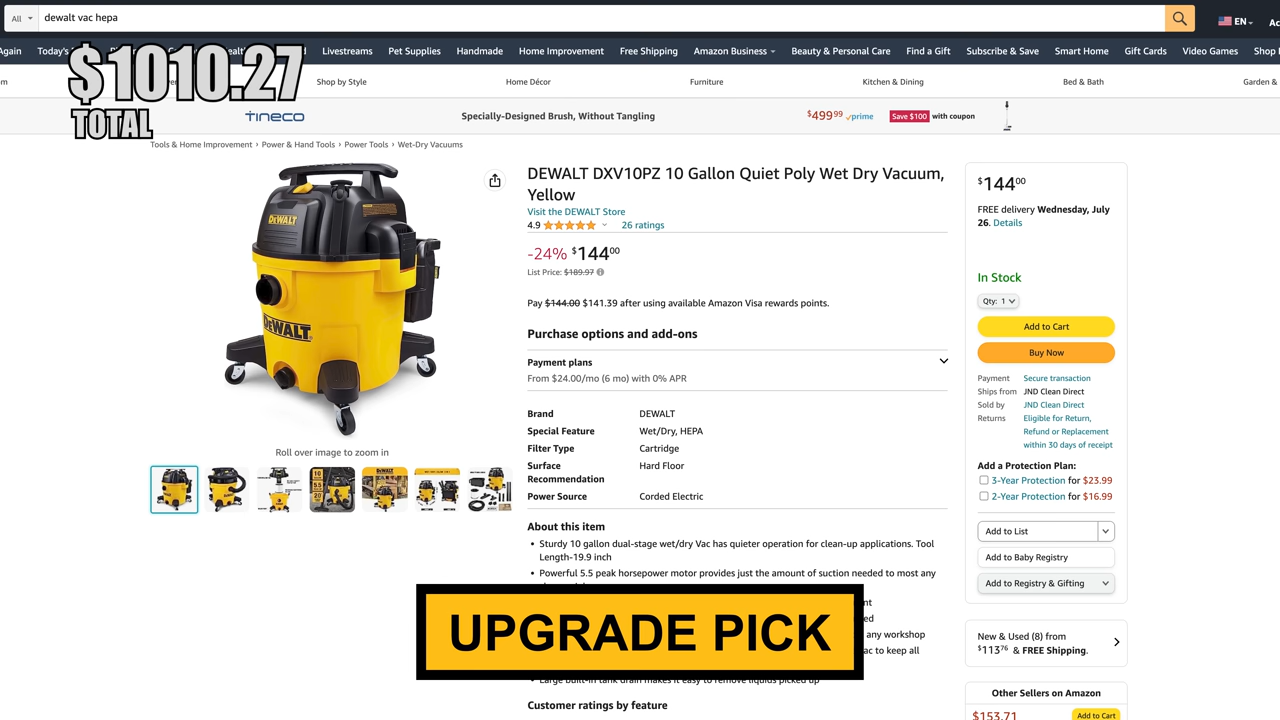 All
dewalt vac hepa
EN
Again Today's Livestreams Pet Supplies Handmade Home Improvement Free Shipping Amazon Business Beauty & Personal Care Find a Gift Subscribe & Save Smart Home Gift Cards Video Games Shop
$1010.27
TOTAL
Shop by Style Home Décor Furniture Kitchen & Dining Bed & Bath Garden &
tineco
Specially-Designed Brush, Without Tangling
$499.99 prime Save $100 with coupon
Tools & Home Improvement › Power & Hand Tools › Power Tools › Wet-Dry Vacuums
DEWALT
DEWALT
Roll over image to zoom in
DEWALT DXV10PZ 10 Gallon Quiet Poly Wet Dry Vacuum,
Yellow
Visit the DEWALT Store
4.9 26 ratings
-24% $144.00
List Price: $189.97
Pay $144.00 $141.39 after using available Amazon Visa rewards points.
Purchase options and add-ons
Payment plans
From $24.00/mo (6 mo) with 0% APR
Brand DEWALT
Special Feature Wet/Dry, HEPA
Filter Type Cartridge
Surface Hard Floor
Recommendation
Power Source Corded Electric
About this item
• Sturdy 10 gallon dual-stage wet/dry Vac has quieter operation for clean-up applications. Tool
Length-19.9 inch
• Powerful 5.5 peak horsepower motor provides just the amount of suction needed to most any
any workshop
to keep all
UPGRADE PICK
Large built-in tank drain makes it easy to remove liquids picked up
Customer ratings by feature
$144.00
FREE delivery Wednesday, July
26. Details
In Stock
Qty: 1
Add to Cart
Buy Now
Payment Secure transaction
Ships from JND Clean Direct
Sold by JND Clean Direct
Returns Eligible for Return,
Refund or Replacement
within 30 days of receipt
Add a Protection Plan:
3-Year Protection for $23.99
2-Year Protection for $16.99
Add to List
Add to Baby Registry
Add to Registry & Gifting
New & Used (8) from
$113.76 & FREE Shipping.
Other Sellers on Amazon
$153.71 Add to Cart